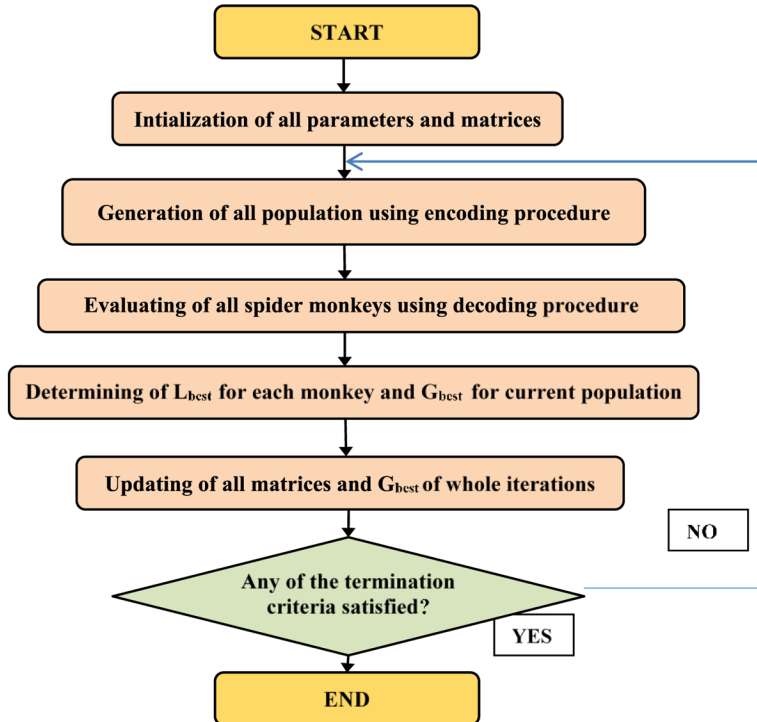 START
Intialization of all parameters and matrices
Generation of all population using encoding procedure
Evaluating of all spider monkeys using decoding procedure
Determining of Lbest for each monkey and Gbest for current population
Updating of all matrices and Gbest of whole iterations
NO
Any of the termination
criteria satisfied?
YES
END